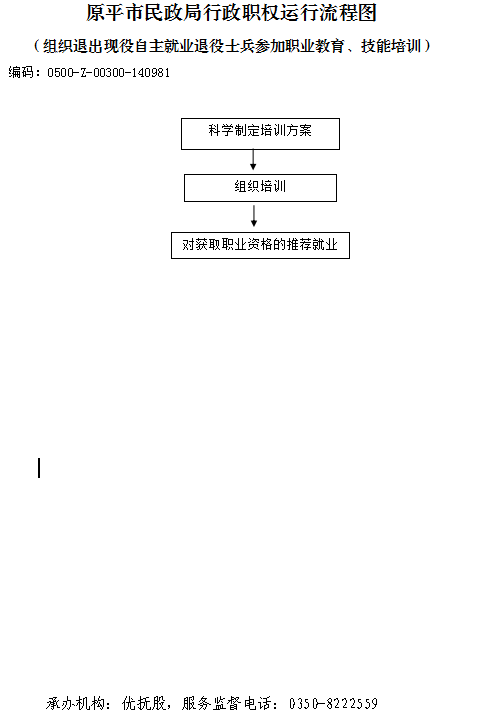 原平市民政局行政职权运行流程图
（组织退出现役自主就业退役士兵参加职业教育、技能培训）
编码：0500-Z-00300-140981
科学制定培训方案
组织培训
对获取职业资格的推荐就业
承办机构：优抚股，服务监督电话：0350-8222559